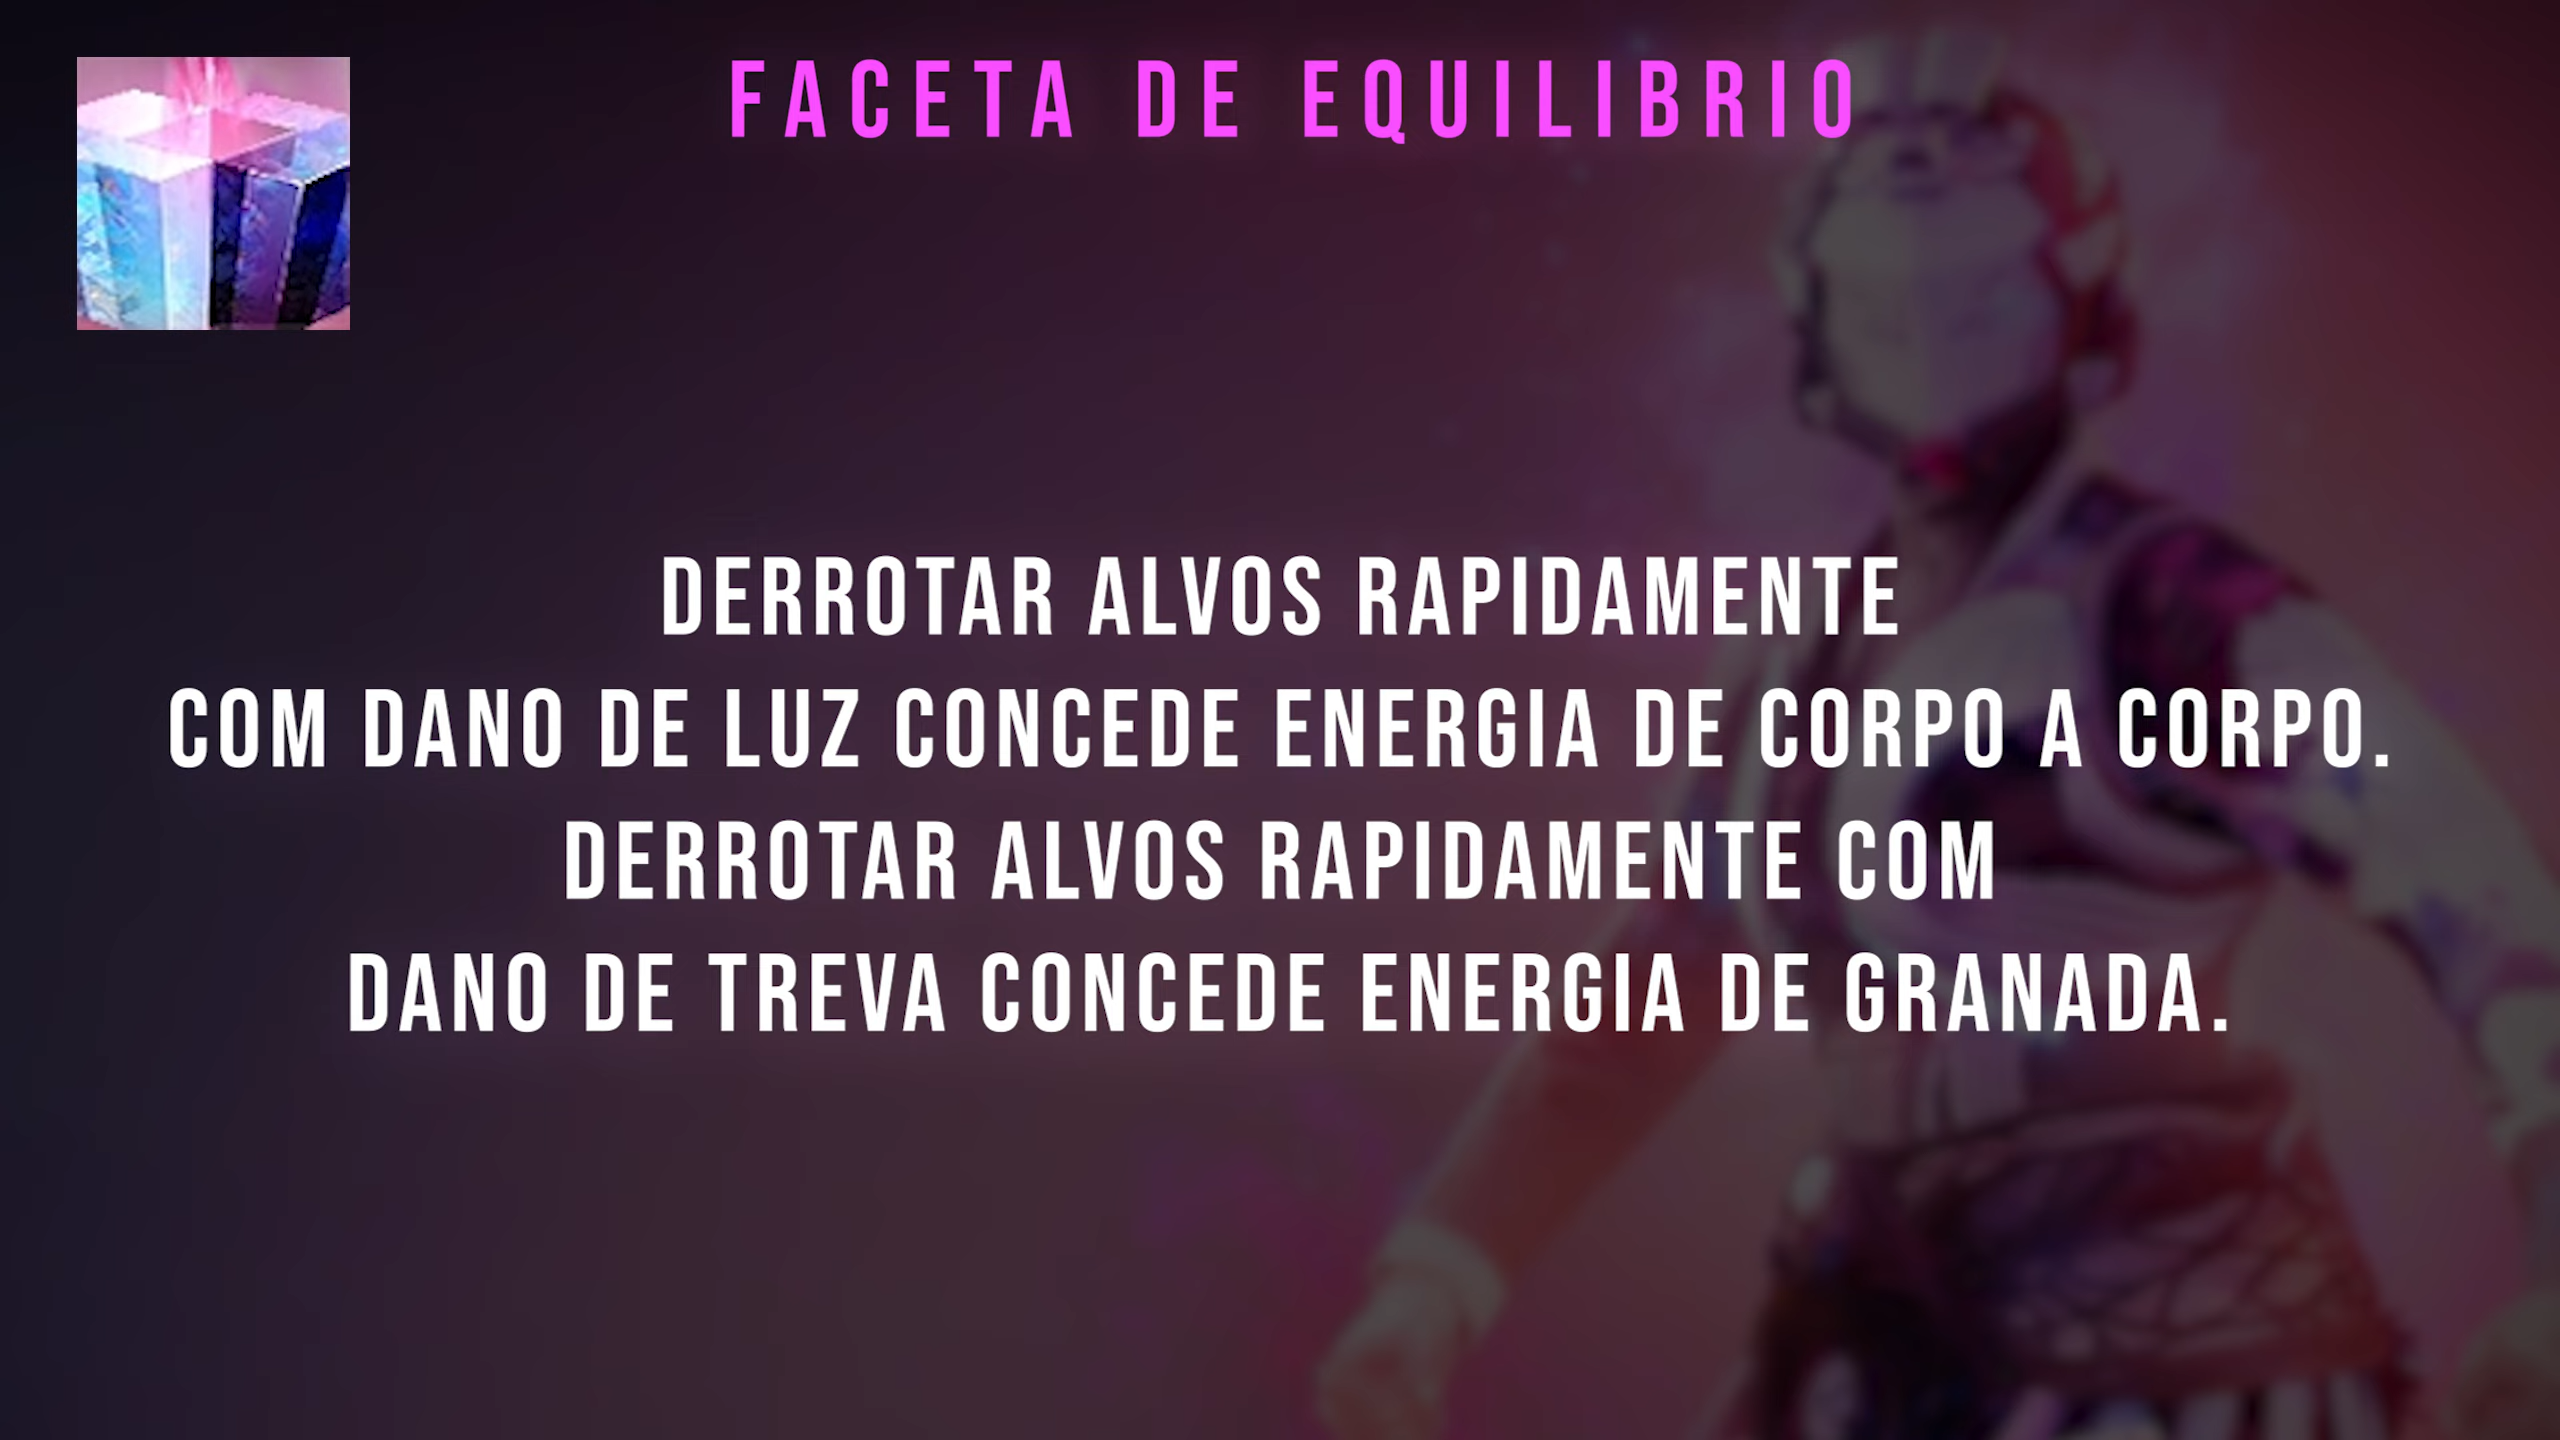 FACETA DE EQUILIBRIO
DERROTAR ALVOS RAPIDAMENTE
COM DANO DE LUZ CONCEDE ENERGIA DE CORPO A CORPO.
DERROTAR ALVOS RAPIDAMENTE COM
DANO DE TREVA CONCEDE ENERGIA DE GRANADA.